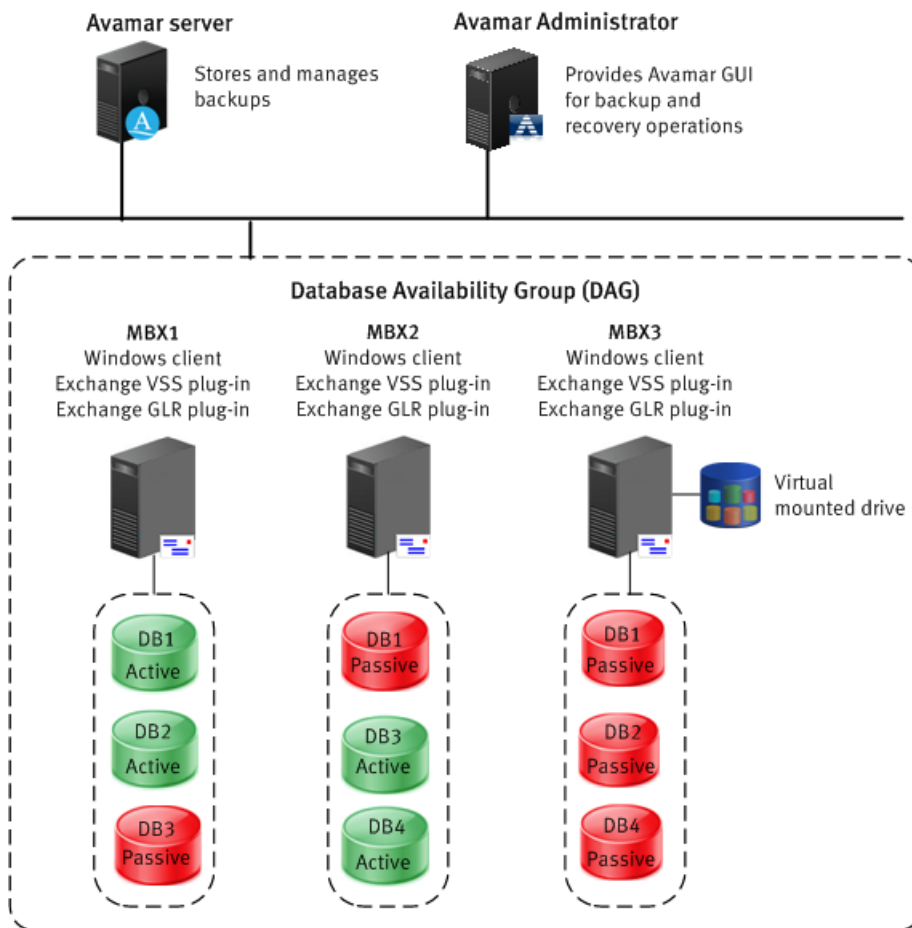 Avamar server
Stores and manages
backups
Avamar Administrator
Provides Avamar GUI
for backup and
recovery operations
A
Database Availability Group (DAG)
MBX1
Windows client
Exchange VSS plug-in
Exchange GLR plug-in
MBX2
Windows client
Exchange VSS plug-in
Exchange GLR plug-in
MBX3
Windows client
Exchange VSS plug-in
Exchange GLR plug-in
Virtual
mounted drive
DB1
Active
DB2
Active
DB3
Passive
DB1
Passive
DB3
Active
DB4
Active
DB1
Passive
DB2
Passive
DB4
Passive